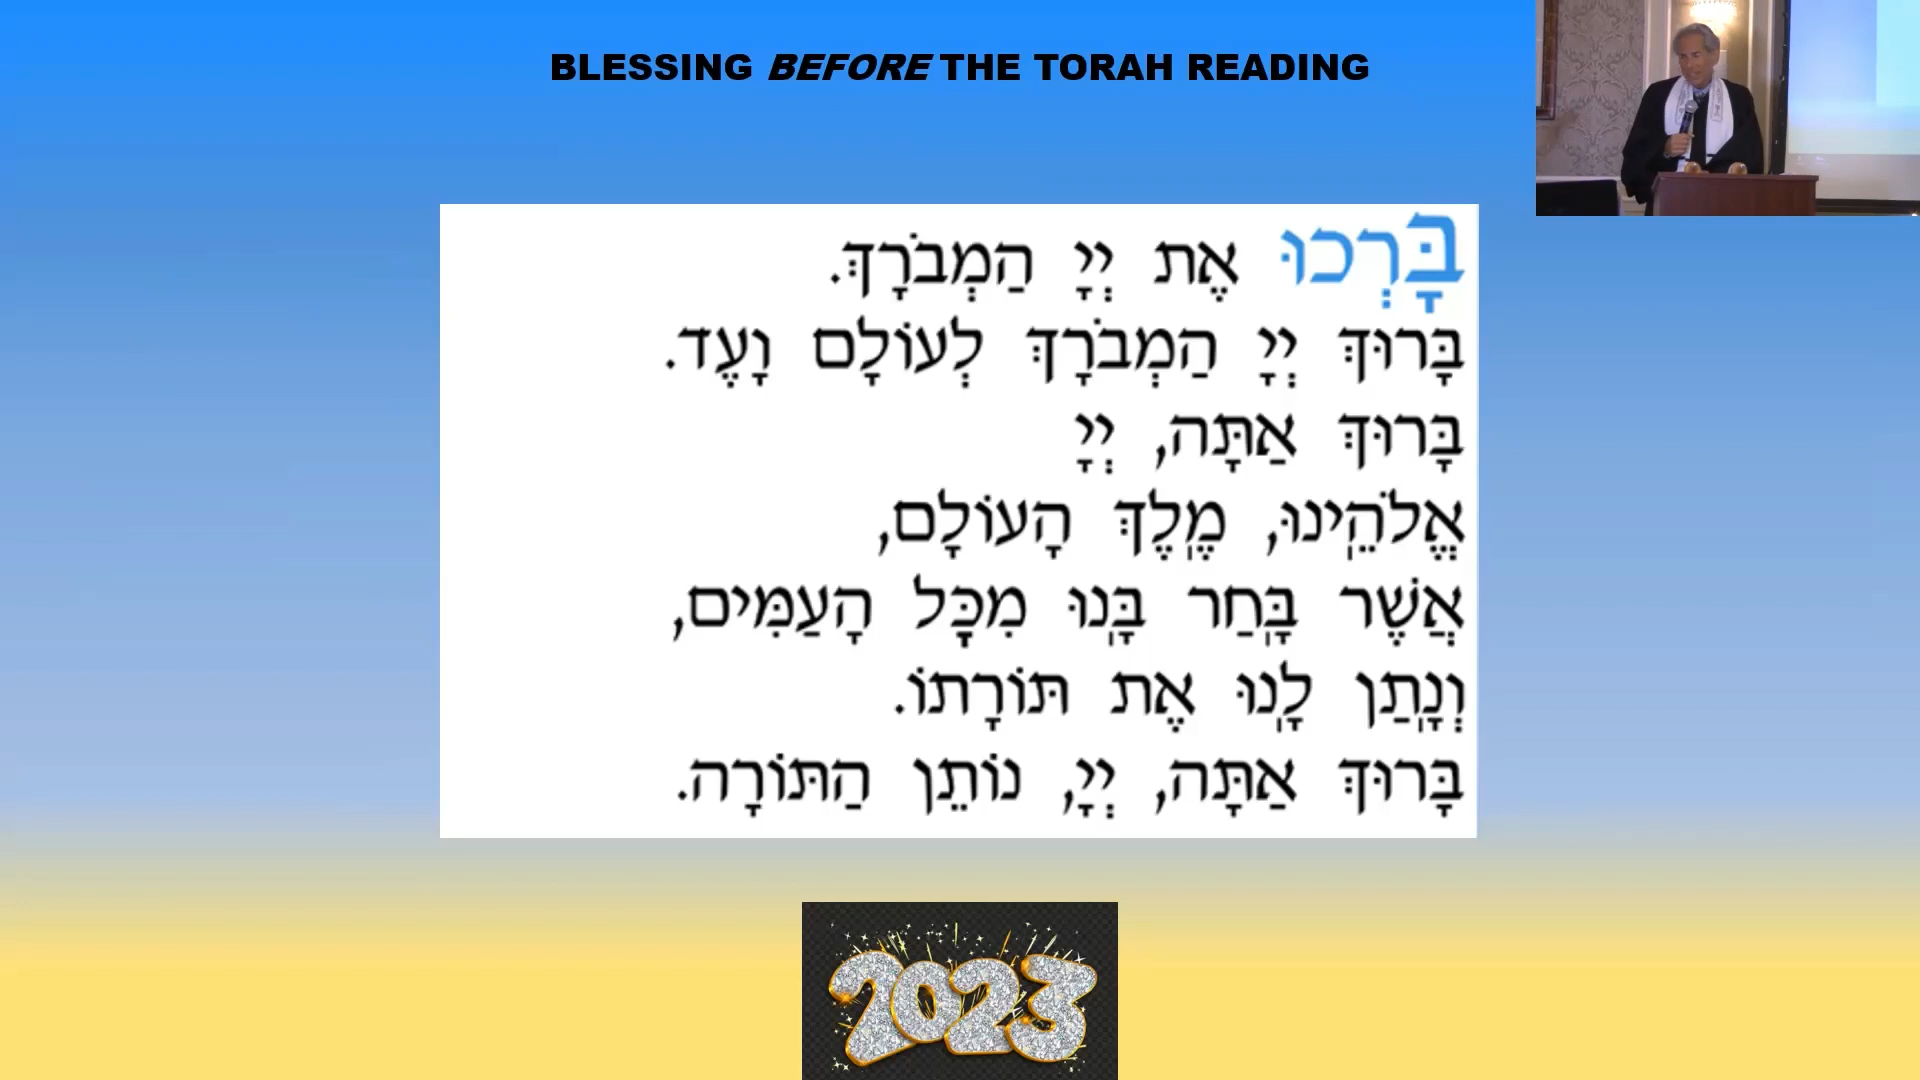 BLESSING BEFORE THE TORAH READING
בָּרְכוּ אֶת יְיָ הַמְבֹרָךְ.
בָּרוּךְ יְיָ הַמְבֹרָךְ לְעוֹלָם וָעֶד.
בָּרוּךְ אַתָּה, יְיָ
אֱלֹהֵֽינוּ, מֶֽלֶךְ הָעוֹלָם,
אֲשֶׁר בָּֽחַר בָּֽנוּ מִכׇּל הָעַמִּים,
וְנָֽתַן לָֽנוּ אֶת תּוֹרָתוֹ.
בָּרוּךְ אַתָּה, יְיָ, נוֹתֵן הַתּוֹרָה.
2023